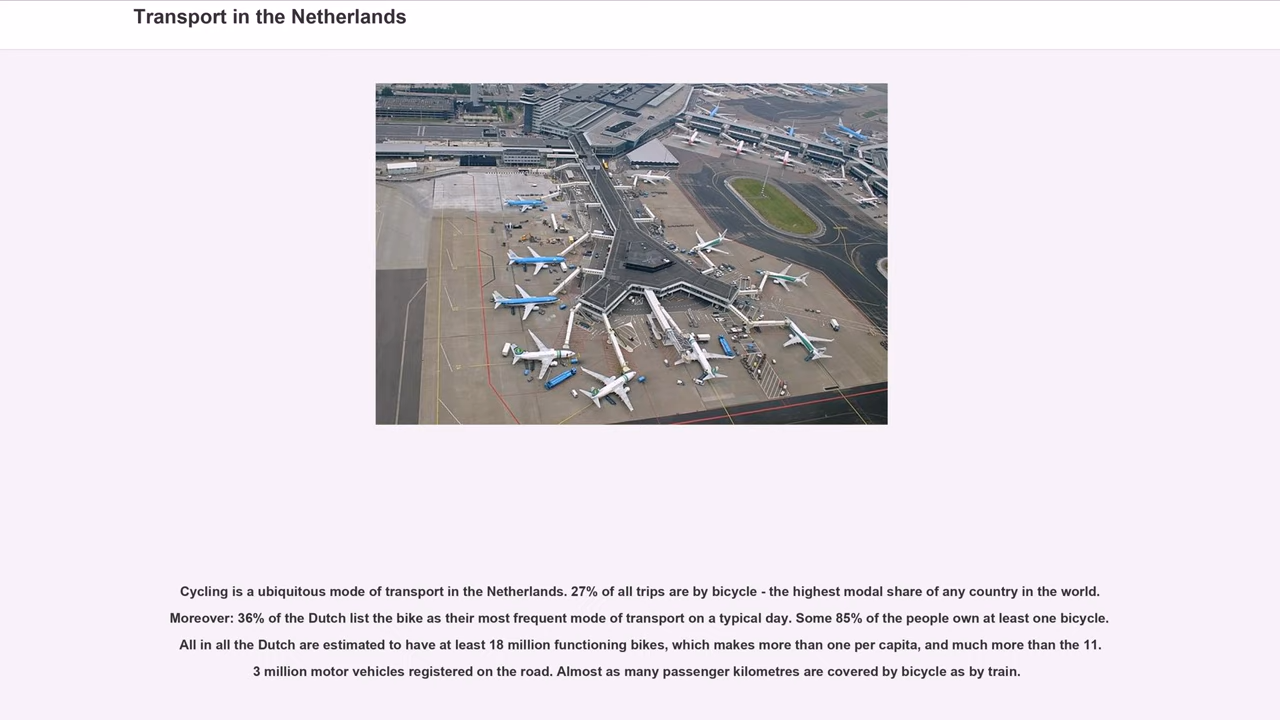 Transport in the Netherlands
Cycling is a ubiquitous mode of transport in the Netherlands. 27% of all trips are by bicycle - the highest modal share of any country in the world.
Moreover: 36% of the Dutch list the bike as their most frequent mode of transport on a typical day. Some 85% of the people own at least one bicycle.
All in all the Dutch are estimated to have at least 18 million functioning bikes, which makes more than one per capita, and much more than the 11.
3 million motor vehicles registered on the road. Almost as many passenger kilometres are covered by bicycle as by train.